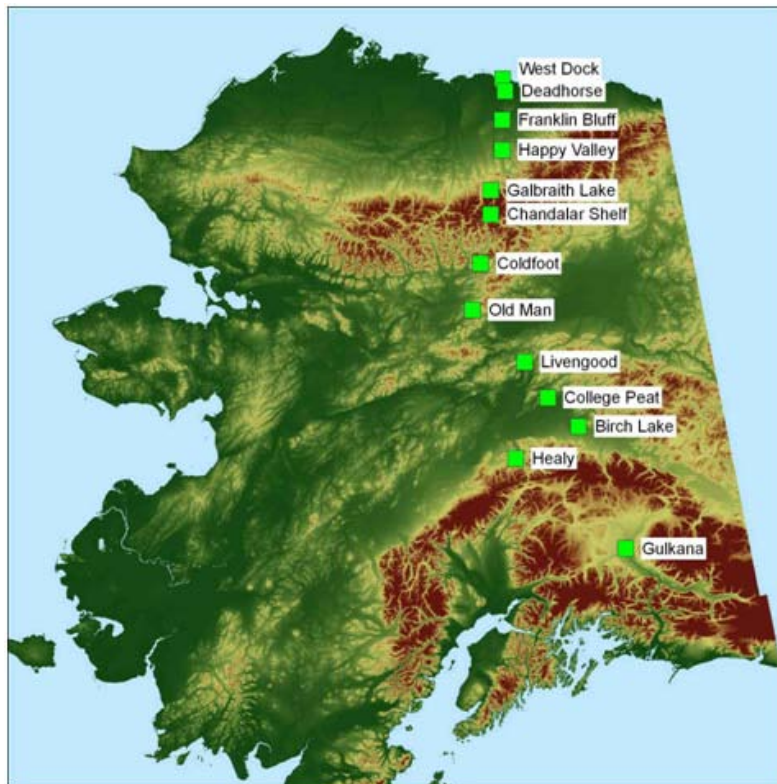 West Dock
Deadhorse
Franklin Bluff
Happy Valley
Galbraith Lake
Chandalar Shelf
Coldfoot
Old Man
Livengood
College Peat
Birch Lake
Healy
Gulkana